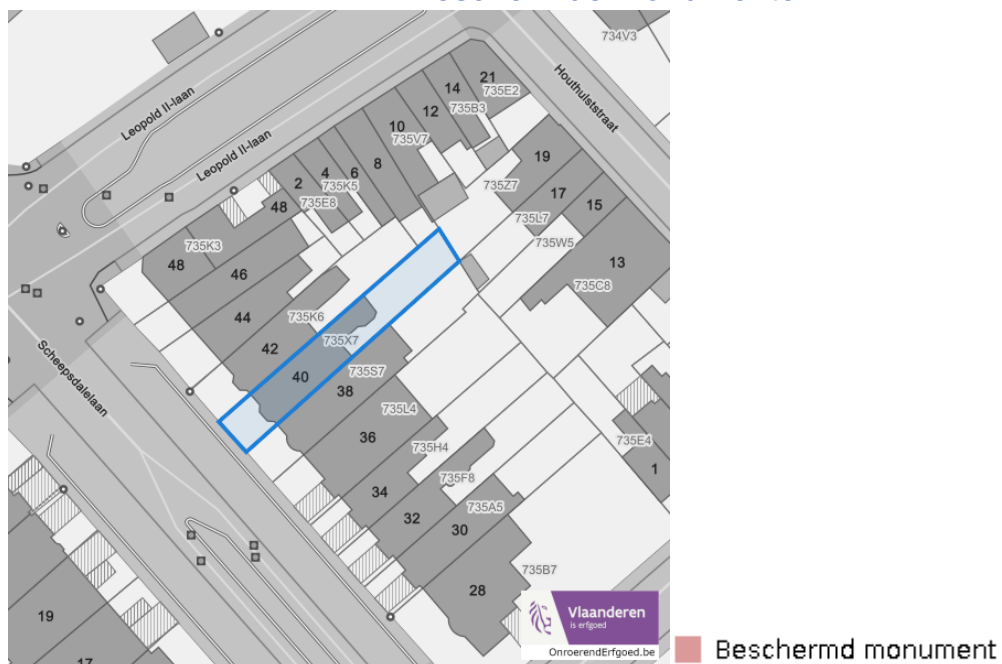 734V3
Leopold II-laan
Houthulststraat
14
21
735E2
12
735B3
10
735V7
Leopold II-laan
8
6
4
735K5
2
735E8
19
735Z7
17
15
735L7
735W5
48
735K3
48
46
13
735C8
44
735K6
42
735X7
Scheepsdalelaan
40
735S7
38
735L4
36
735H4
735E4
1
735F8
34
32
30
735A5
735B7
28
19
17
Vlaanderen
is erfgoed
OnroerendErfgoed.be
Beschermd monument